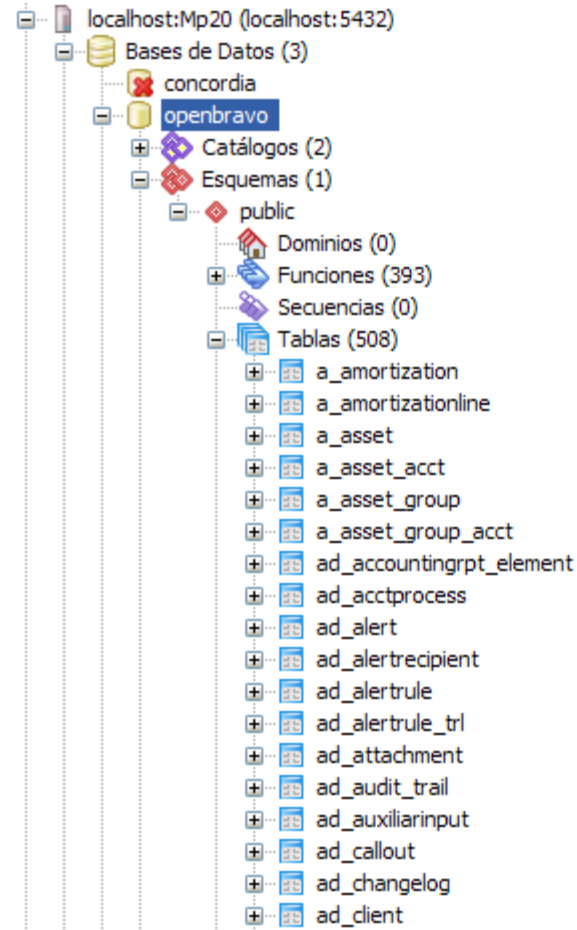 localhost:Mp20 (localhost:5432)
Bases de Datos (3)
concordia
openbravo
Catálogos (2)
Esquemas (1)
public
Dominios (0)
Funciones (393)
Secuencias (0)
Tablas (508)
a_amortization
a_amortizationline
a_asset
a_asset_acct
a_asset_group
a_asset_group_acct
ad_accountingrpt_element
ad_acctprocess
ad_alert
ad_alertrecipient
ad_alertrule
ad_alertrule_trl
ad_attachment
ad_audit_trail
ad_auxiliarinput
ad_callout
ad_changelog
ad_client